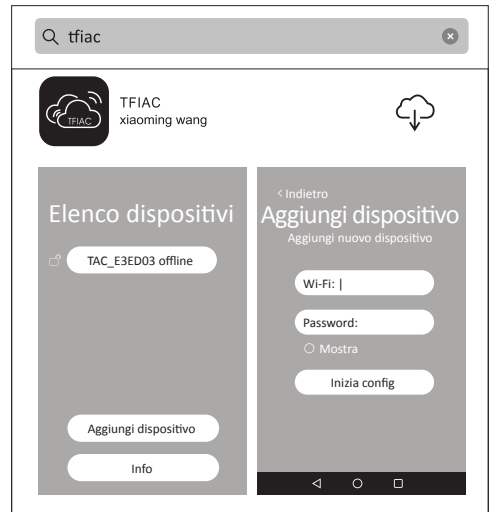 tfiac
TFIAC
TFIAC
xiaoming wang
Elenco dispositivi
TAC_E3ED03 offline
Aggiungi dispositivo
Info
< Indietro
Aggiungi dispositivo
Aggiungi nuovo dispositivo
Wi-Fi: |
Password:
Mostra
Inizia config